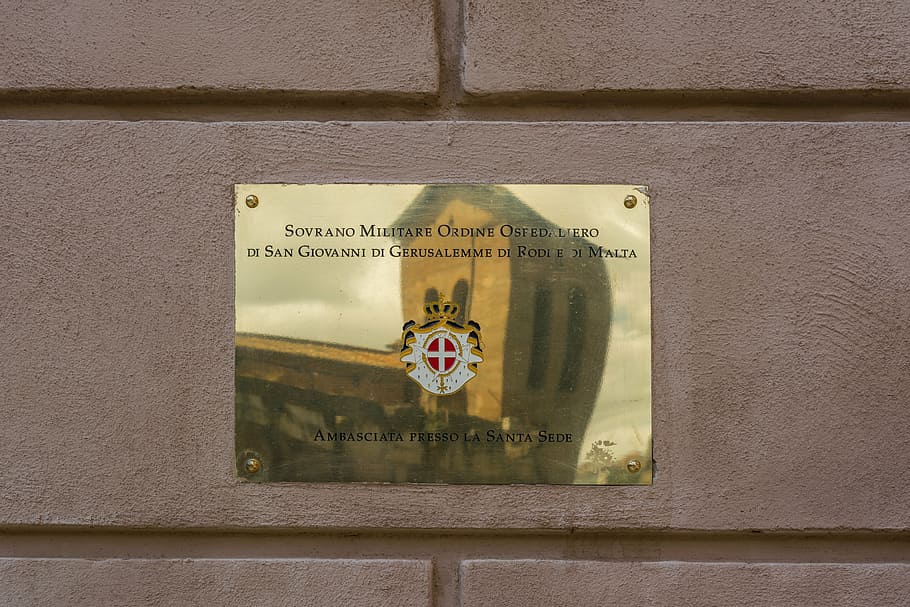 Sovrano Militare Ordine Ospedaliero
di San Giovanni di Gerusalemme di Rodi e di Malta
Ambasciata presso la Santa Sede